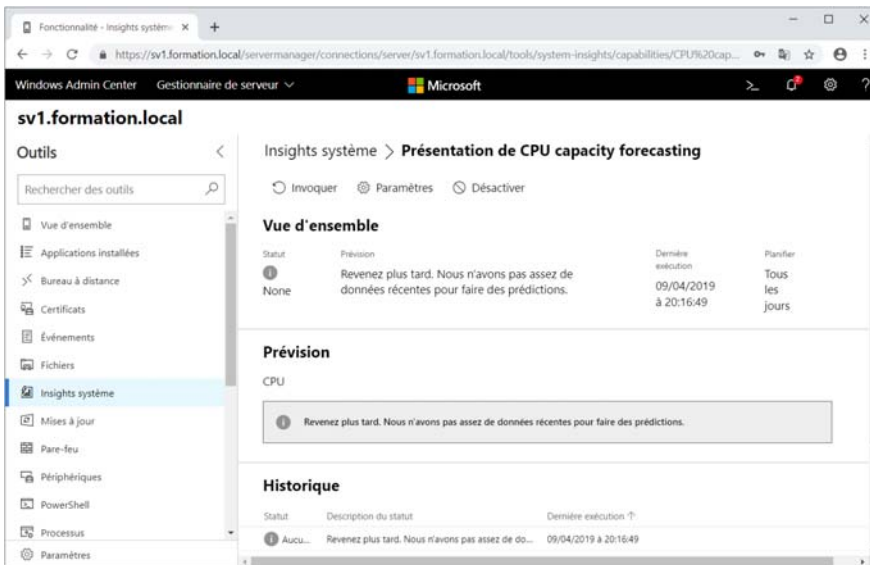 Fonctionnalité - Insights systèm
https://sv1.formation.local/servermanager/connections/server/sv1.formation.local/tools/system-insights/capabilities/CPU%20cap...
Windows Admin Center Gestionnaire de serveur Microsoft 2 ?
sv1.formation.local
Outils
Rechercher des outils
Vue d'ensemble
Applications installées
Bureau à distance
Certificats
Événements
Fichiers
Insights système
Mises à jour
Pare-feu
Périphériques
PowerShell
Processus
Paramètres
Insights système > Présentation de CPU capacity forecasting
Invoquer Paramètres Désactiver
Vue d'ensemble
Statut Prévision Dernière exécution Planifier
None
Revenez plus tard. Nous n'avons pas assez de
données récentes pour faire des prédictions.
09/04/2019
à 20:16:49
Tous
les
jours
Prévision
CPU
Revenez plus tard. Nous n'avons pas assez de données récentes pour faire des prédictions.
Historique
Statut Description du statut Dernière exécution ↑
Aucu... Revenez plus tard. Nous n'avons pas assez de do... 09/04/2019 à 20:16:49